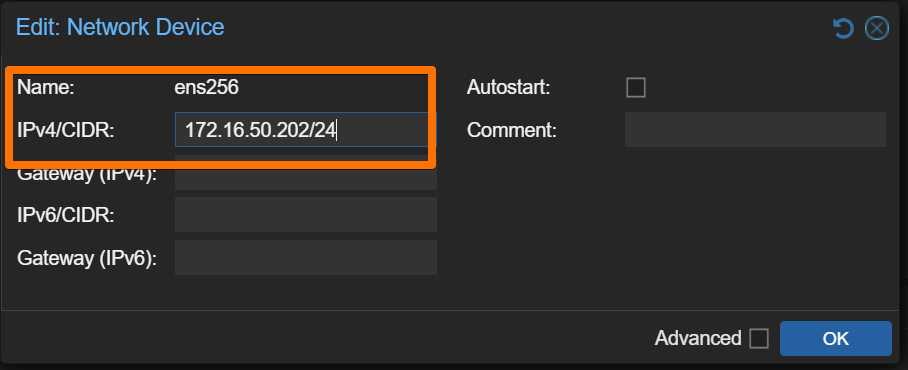 Edit: Network Device
Name: ens256
IPv4/CIDR: 172.16.50.202/24
Gateway (IPv4):
IPv6/CIDR:
Gateway (IPv6):
Autostart:
Comment:
Advanced
OK